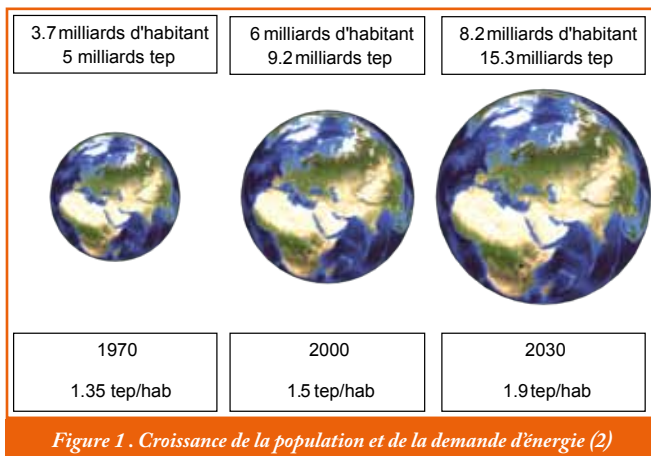 3.7 milliards d'habitant
5 milliards tep
6 milliards d'habitant
9.2 milliards tep
8.2 milliards d'habitant
15.3 milliards tep
1970
1.35 tep/hab
2000
1.5 tep/hab
2030
1.9 tep/hab
Figure 1 . Croissance de la population et de la demande d'énergie (2)